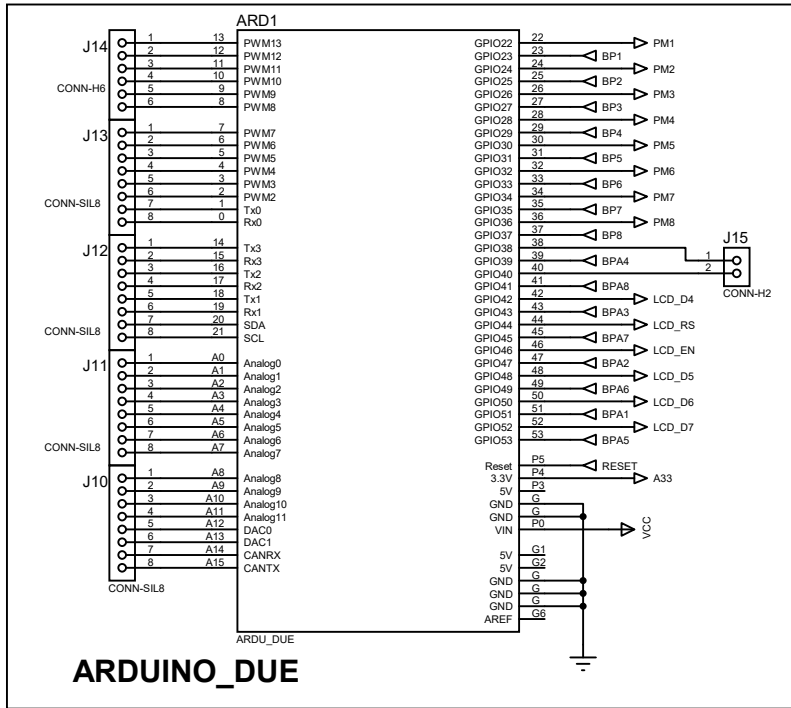 ARD1
J14
CONN-H6
1 13 PWM13
2 12 PWM12
3 11 PWM11
4 10 PWM10
5 9 PWM9
6 8 PWM8
J13
CONN-SIL8
1 7 PWM7
2 6 PWM6
3 5 PWM5
4 4 PWM4
5 3 PWM3
6 2 PWM2
7 1 Tx0
8 0 Rx0
J12
CONN-SIL8
1 14 Tx3
2 15 Rx3
3 16 Tx2
4 17 Rx2
5 18 Tx1
6 19 Rx1
7 20 SDA
8 21 SCL
J11
CONN-SIL8
1 A0 Analog0
2 A1 Analog1
3 A2 Analog2
4 A3 Analog3
5 A4 Analog4
6 A5 Analog5
7 A6 Analog6
8 A7 Analog7
J10
CONN-SIL8
1 A8 Analog8
2 A9 Analog9
3 A10 Analog10
4 A11 Analog11
5 A12 DAC0
6 A13 DAC1
7 A14 CANRX
8 A15 CANTX
GPIO22 22 PM1
GPIO23 23 BP1
GPIO24 24 PM2
GPIO25 25 BP2
GPIO26 26 PM3
GPIO27 27 BP3
GPIO28 28 PM4
GPIO29 29 BP4
GPIO30 30 PM5
GPIO31 31 BP5
GPIO32 32 PM6
GPIO33 33 BP6
GPIO34 34 PM7
GPIO35 35 BP7
GPIO36 36 PM8
GPIO37 37 BP8
GPIO38 38
GPIO39 39 BPA4
GPIO40 40
GPIO41 41 BPA8
GPIO42 42 LCD_D4
GPIO43 43 BPA3
GPIO44 44 LCD_RS
GPIO45 45 BPA7
GPIO46 46 LCD_EN
GPIO47 47 BPA2
GPIO48 48 LCD_D5
GPIO49 49 BPA6
GPIO50 50 LCD_D6
GPIO51 51 BPA1
GPIO52 52 LCD_D7
GPIO53 53 BPA5
J15
1
2
CONN-H2
Reset P5 RESET
3.3V P4 A33
5V P3
GND G
GND G
VIN P0 VCC
5V G1
5V G2
GND G
GND G
GND G
AREF G6
ARDU_DUE
ARDUINO_DUE